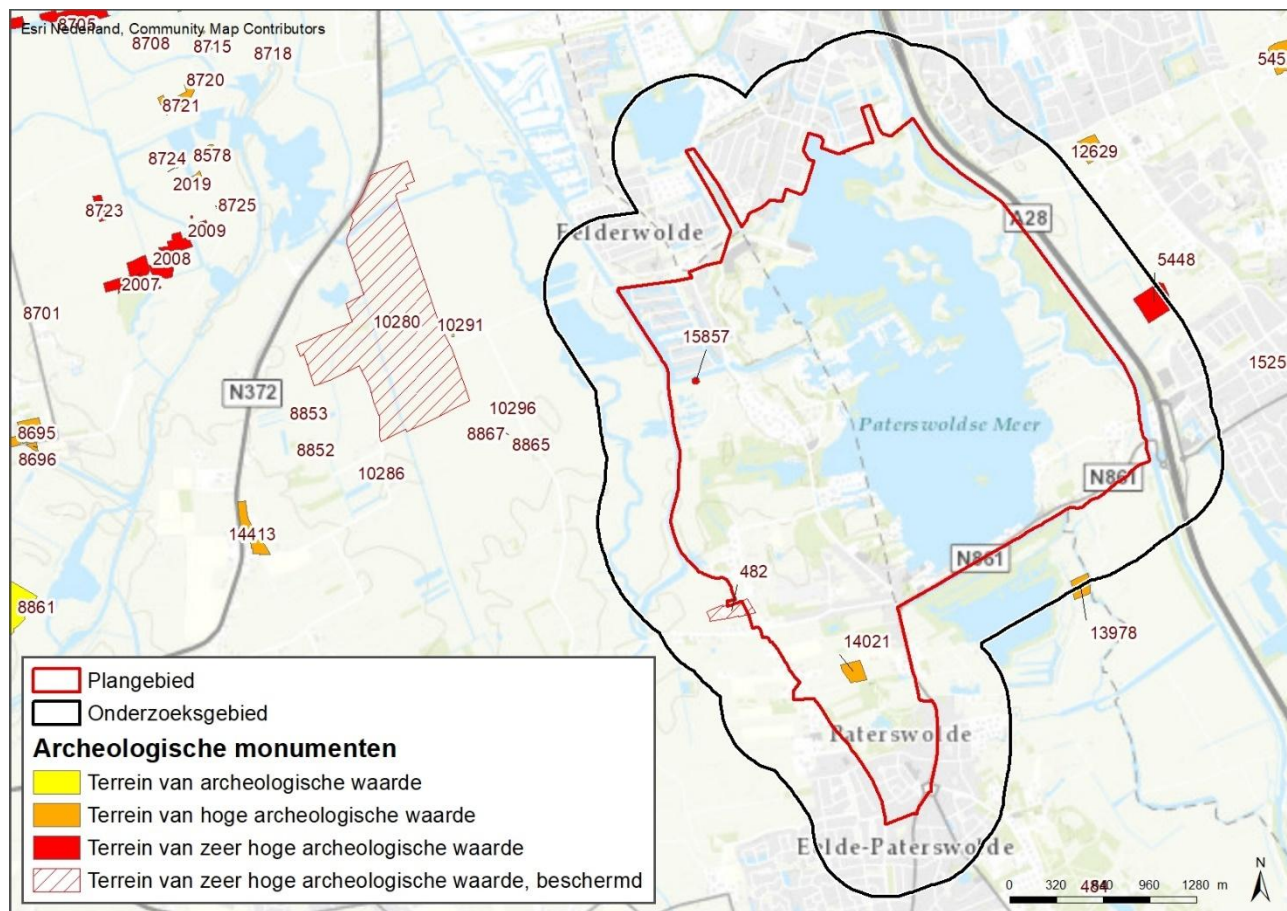 8705
Esri Nederland, Community Map Contributors
8708
8715
8718
545
8720
8721
12629
8724
8578
2019
8723
8725
A28
2009
Eelderwolde
2008
5448
2007
8701
10280
10291
15857
1525
N372
8853
10296
8695
8867
8865
Paterswoldse Meer
8696
8852
10286
N861
14413
N861
482
8861
13978
14021
Plangebied
Onderzoeksgebied
Paterswolde
Archeologische monumenten
Terrein van archeologische waarde
Terrein van hoge archeologische waarde
Terrein van zeer hoge archeologische waarde
Eelde-Paterswolde
Terrein van zeer hoge archeologische waarde, beschermd
N
484
0 320 640 960 1280 m